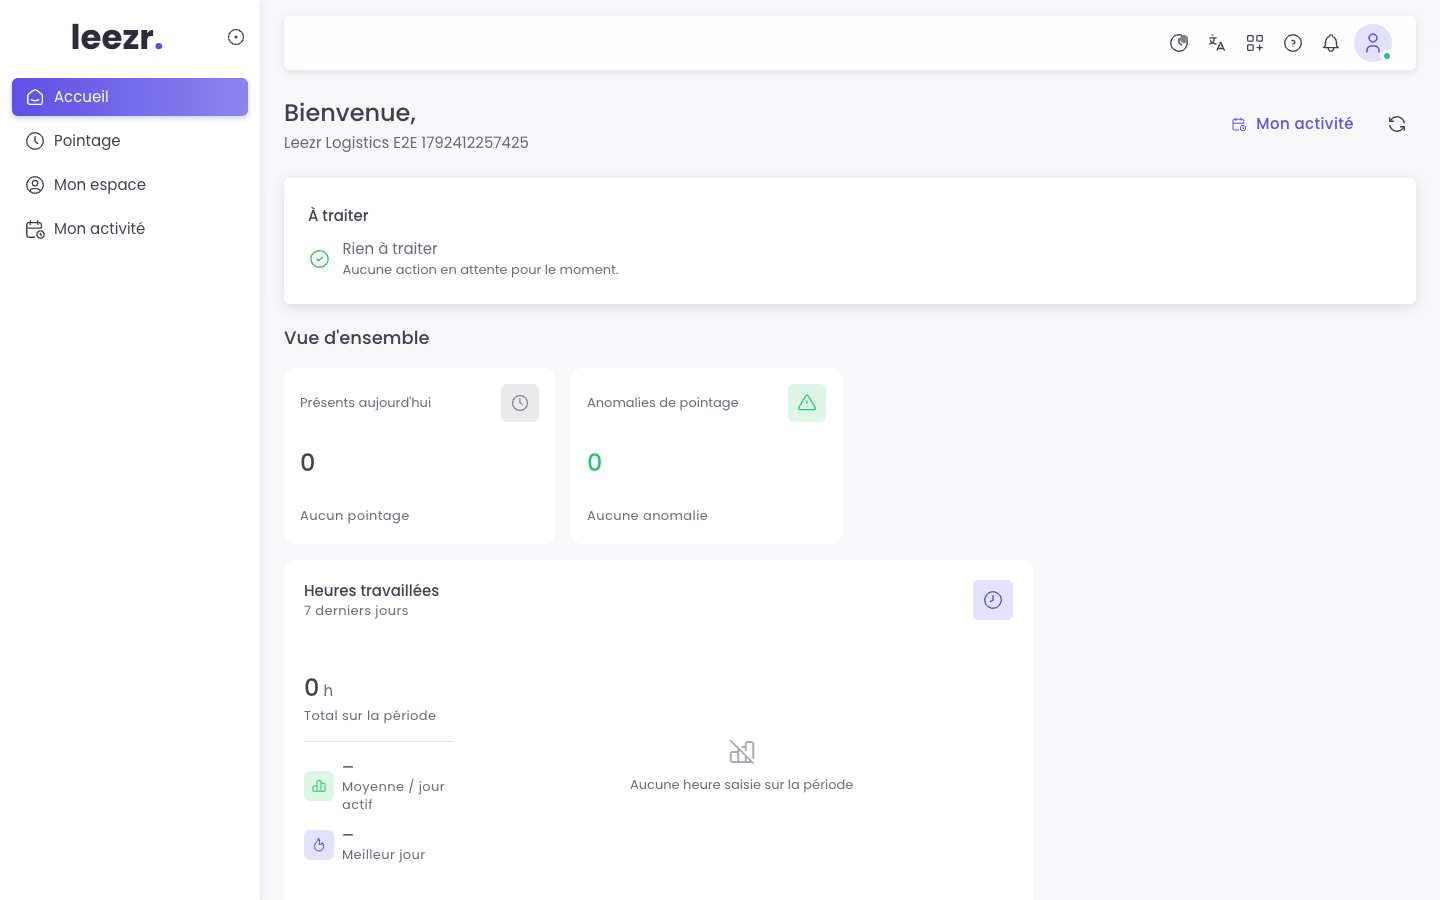 leezr.
Accueil
Pointage
Mon espace
Mon activité
Bienvenue,
Leezr Logistics E2E 1792412257425
Mon activité
À traiter
Rien à traiter
Aucune action en attente pour le moment.
Vue d'ensemble
Présents aujourd'hui
0
Aucun pointage
Anomalies de pointage
0
Aucune anomalie
Heures travaillées
7 derniers jours
0 h
Total sur la période
–
Moyenne / jour
actif
–
Meilleur jour
Aucune heure saisie sur la période